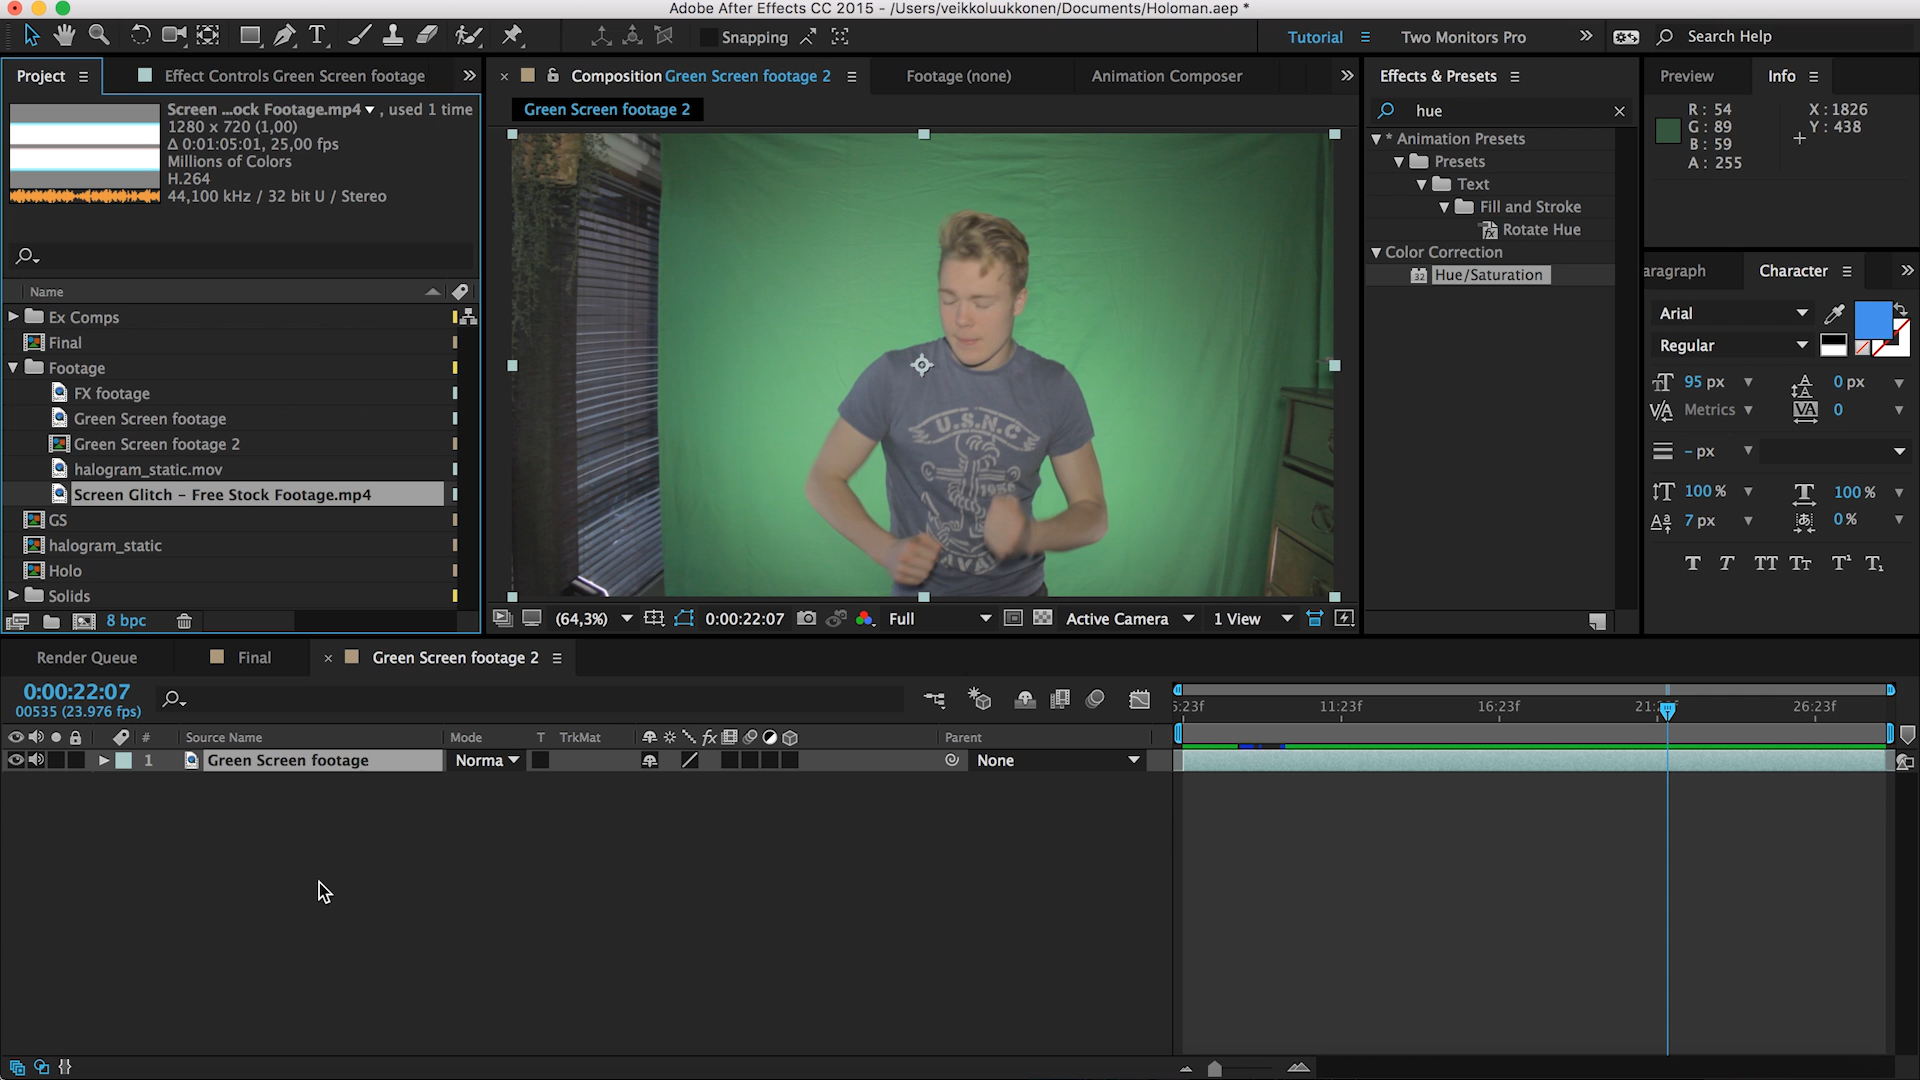 Adobe After Effects CC 2015 - /Users/veikkoluukkonen/Documents/Holoman.aep *
Snapping
Tutorial
Two Monitors Pro
Search Help
Project
Effect Controls Green Screen footage
Composition Green Screen footage 2
Footage (none)
Animation Composer
Effects & Presets
Preview
Info
Screen ...ock Footage.mp4 , used 1 time
1280 x 720 (1,00)
Δ 0:01:05:01, 25,00 fps
Millions of Colors
H.264
44,100 kHz / 32 bit U / Stereo
Green Screen footage 2
hue
* Animation Presets
Presets
Text
Fill and Stroke
Rotate Hue
Color Correction
32 Hue/Saturation
R : 54
G : 89
B : 59
A : 255
X : 1826
Y : 438
aragraph
Character
Arial
Regular
95 px
0 px
Metrics
0
- px
100 %
100 %
7 px
0 %
T T TT Tт T¹ T₁
Name
Ex Comps
Final
Footage
FX footage
Green Screen footage
Green Screen footage 2
halogram_static.mov
Screen Glitch – Free Stock Footage.mp4
GS
halogram_static
Holo
Solids
8 bpc
U.S.N.C
1956
NAVA
(64,3%)
0:00:22:07
Full
Active Camera
1 View
Render Queue
Final
Green Screen footage 2
0:00:22:07
00535 (23.976 fps)
5:23f
11:23f
16:23f
21:
26:23f
#
Source Name
Mode
T
TrkMat
fx
Parent
1
Green Screen footage
Norma
None